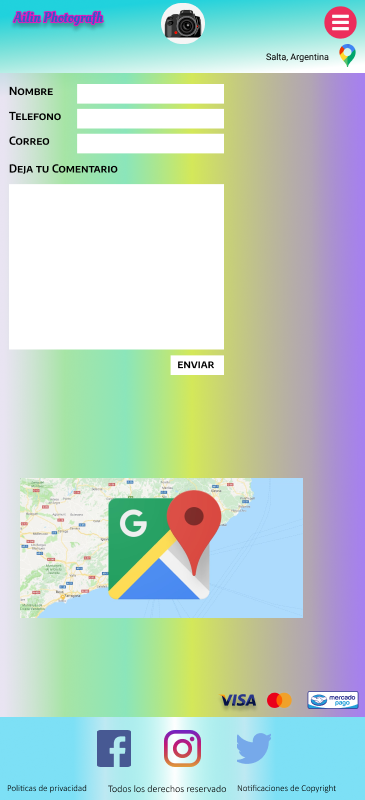 Ailin Photografh
Salta, Argentina
Nombre
Telefono
Correo
Deja tu Comentario
ENVIAR
G
VISA
mercado
pago
Politicas de privacidad Todos los derechos reservado Notificaciones de Copyright